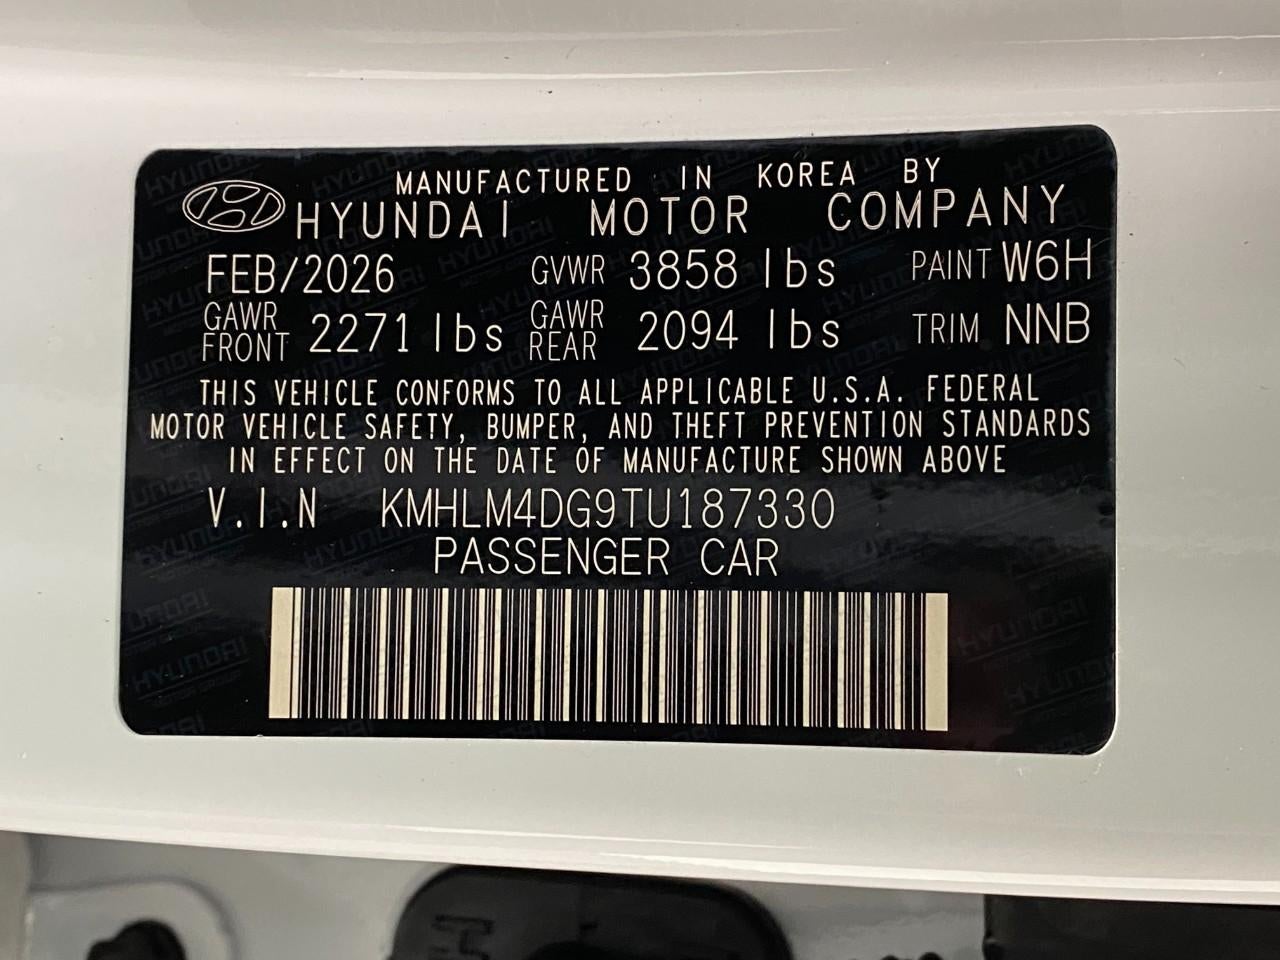 MANUFACTURED IN KOREA BY
HYUNDAI MOTOR COMPANY
FEB/2026 GVWR 3858 lbs PAINT W6H
GAWR FRONT 2271 lbs GAWR REAR 2094 lbs TRIM NNB
THIS VEHICLE CONFORMS TO ALL APPLICABLE U.S.A. FEDERAL
MOTOR VEHICLE SAFETY, BUMPER, AND THEFT PREVENTION STANDARDS
IN EFFECT ON THE DATE OF MANUFACTURE SHOWN ABOVE
V.I.N KMHLM4DG9TU187330
PASSENGER CAR